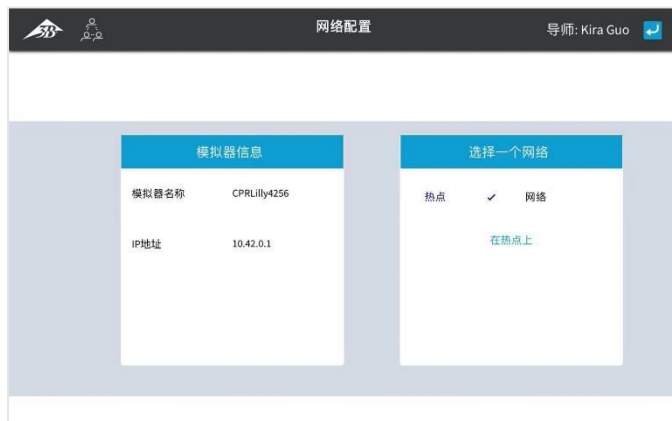 3B
网络配置
导师: Kira Guo
模拟器信息
模拟器名称 CPRLilly4256
IP地址 10.42.0.1
选择一个网络
热点 ✓ 网络
在热点上